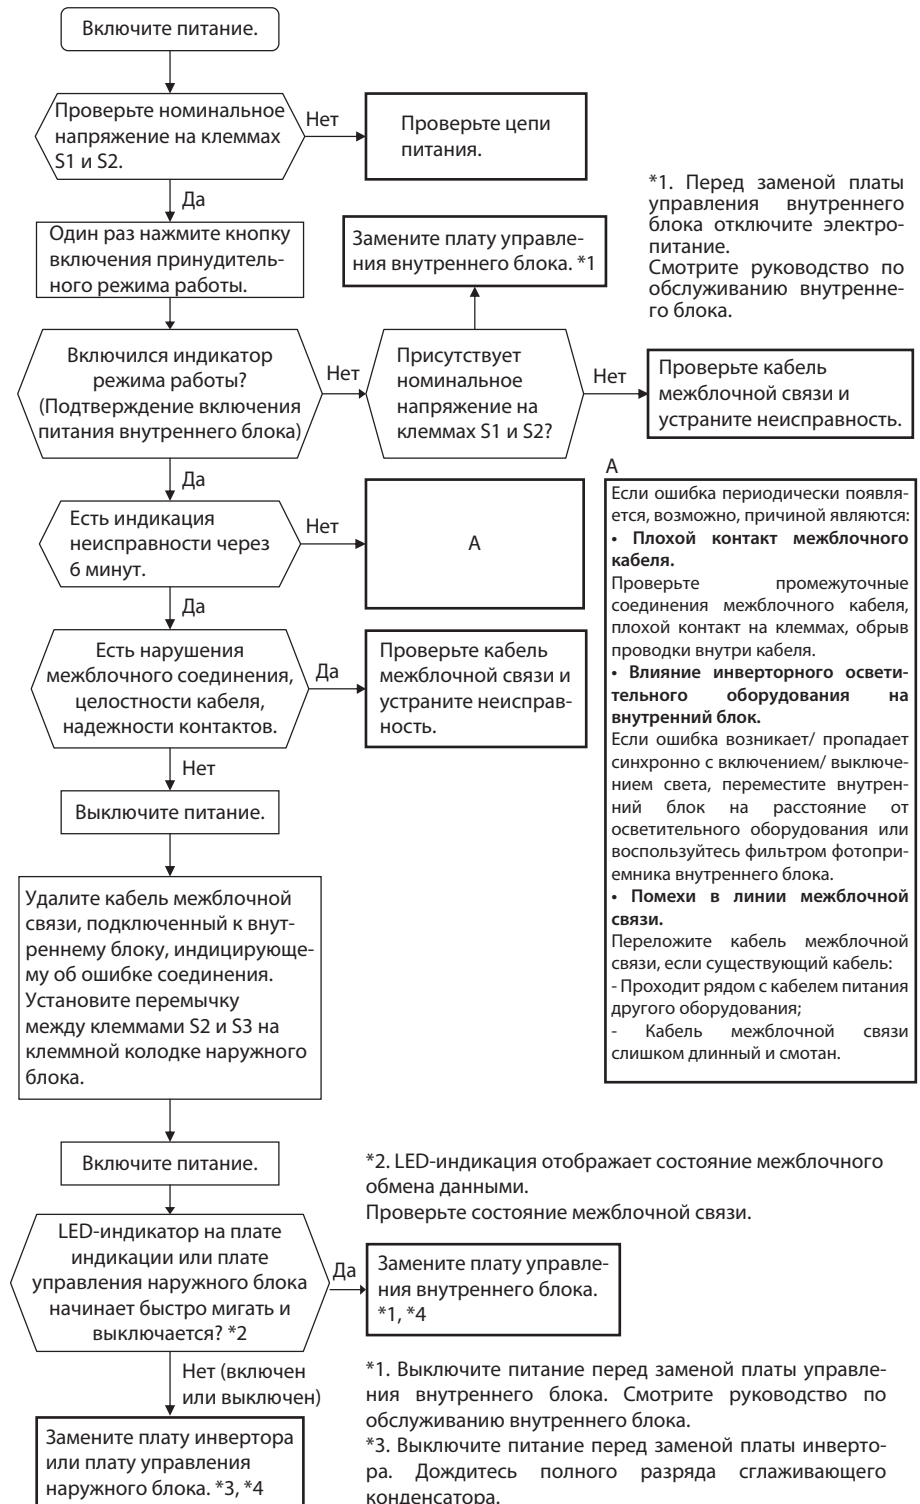 Включите питание.
Проверьте номинальное
напряжение на клеммах
S1 и S2.
Нет
Проверьте цепи
питания.
Да
*1. Перед заменой платы
управления внутреннего
блока отключите электро-
питание.
Смотрите руководство по
обслуживанию внутренне-
го блока.
Один раз нажмите кнопку
включения принудитель-
ного режима работы.
Замените плату управле-
ния внутреннего блока. *1
Включился индикатор
режима работы?
(Подтверждение включения
питания внутреннего блока)
Нет
Присутствует
номинальное
напряжение на
клеммах S1 и S2?
Нет
Проверьте кабель
межблочной связи и
устраните неисправность.
Да
Есть индикация
неисправности через
6 минут.
Нет
A
A
Если ошибка периодически появля-
ется, возможно, причиной являются:
• Плохой контакт межблочного
кабеля.
Проверьте промежуточные
соединения межблочного кабеля,
плохой контакт на клеммах, обрыв
проводки внутри кабеля.
• Влияние инверторного освети-
тельного оборудования на
внутренний блок.
Если ошибка возникает/ пропадает
синхронно с включением/ выключе-
нием света, переместите внутрен-
ний блок на расстояние от
осветительного оборудования или
воспользуйтесь фильтром фотопри-
емника внутреннего блока.
• Помехи в линии межблочной
связи.
Переложите кабель межблочной
связи, если существующий кабель:
- Проходит рядом с кабелем питания
другого оборудования;
- Кабель межблочной связи
слишком длинный и смотан.
Да
Есть нарушения
межблочного соединения,
целостности кабеля,
надежности контактов.
Да
Проверьте кабель
межблочной связи и
устраните неисправ-
ность.
Нет
Выключите питание.
Удалите кабель межблочной
связи, подключенный к внут-
реннему блоку, индицирующе-
му об ошибке соединения.
Установите перемычку
между клеммами S2 и S3 на
клеммной колодке наружного
блока.
Включите питание.
*2. LED-индикация отображает состояние межблочного
обмена данными.
Проверьте состояние межблочной связи.
LED-индикатор на плате
индикации или плате
управления наружного блока
начинает быстро мигать и
выключается? *2
Да
Замените плату управле-
ния внутреннего блока.
*1, *4
Нет (включен
или выключен)
Замените плату инвертора
или плату управления
наружного блока. *3, *4
*1. Выключите питание перед заменой платы управле-
ния внутреннего блока. Смотрите руководство по
обслуживанию внутреннего блока.
*3. Выключите питание перед заменой платы инверто-
ра. Дождитесь полного разряда сглаживающего
конденсатора.